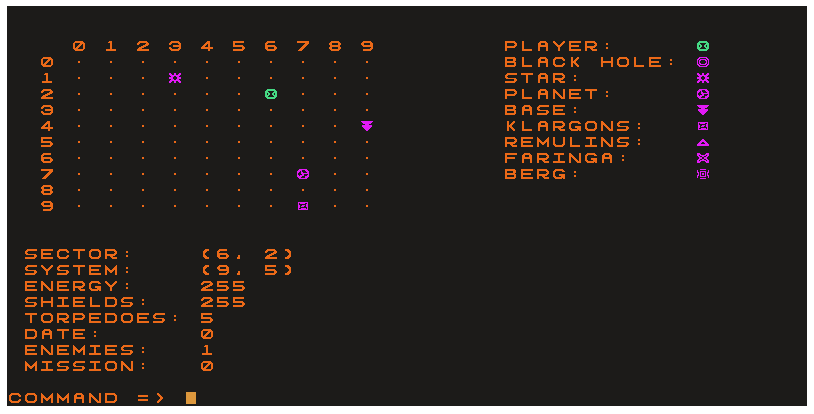 0 1 2 3 4 5 6 7 8 9
0
1
2
3
4
5
6
7
8
9
PLAYER:
BLACK HOLE:
STAR:
PLANET:
BASE:
KLARGONS:
REMULINS:
FARINGA:
BERG:
SECTOR: (6, 2)
SYSTEM: (9, 5)
ENERGY: 255
SHIELDS: 255
TORPEDOES: 5
DATE: 0
ENEMIES: 1
MISSION: 0
COMMAND =>